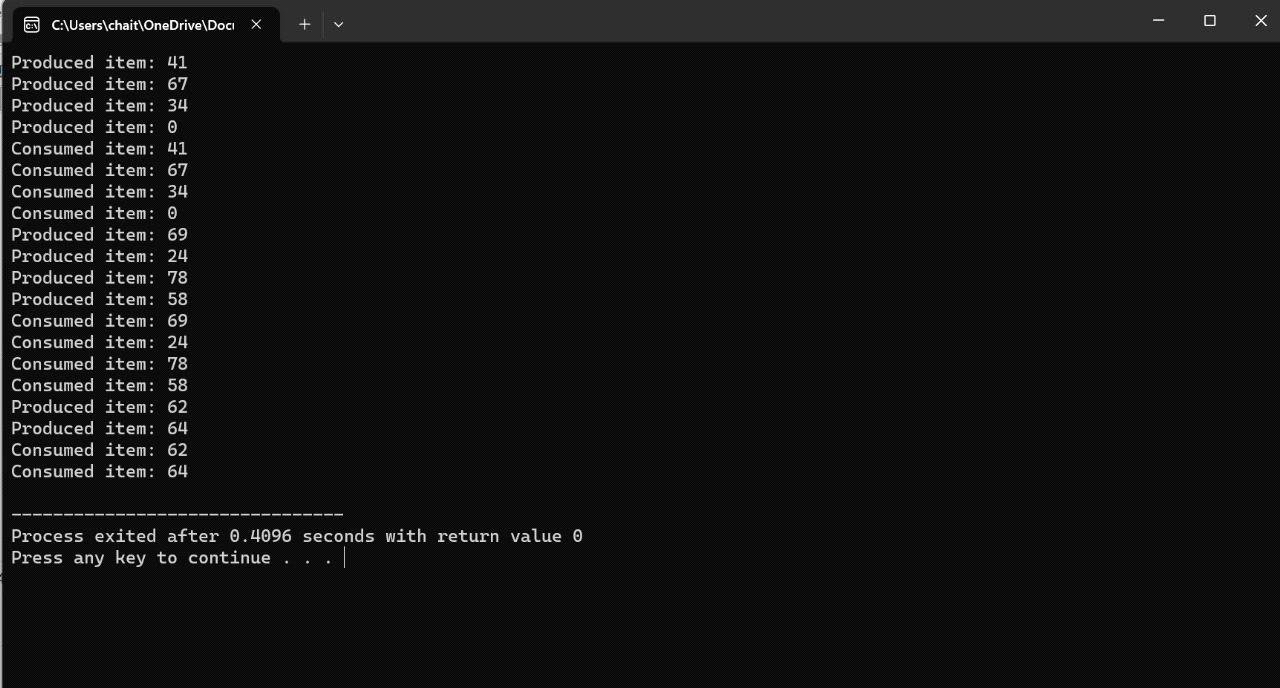 C:\Users\chait\OneDrive\Docu
Produced item: 41
Produced item: 67
Produced item: 34
Produced item: 0
Consumed item: 41
Consumed item: 67
Consumed item: 34
Consumed item: 0
Produced item: 69
Produced item: 24
Produced item: 78
Produced item: 58
Consumed item: 69
Consumed item: 24
Consumed item: 78
Consumed item: 58
Produced item: 62
Produced item: 64
Consumed item: 62
Consumed item: 64
--------------------------------
Process exited after 0.4096 seconds with return value 0
Press any key to continue . . .